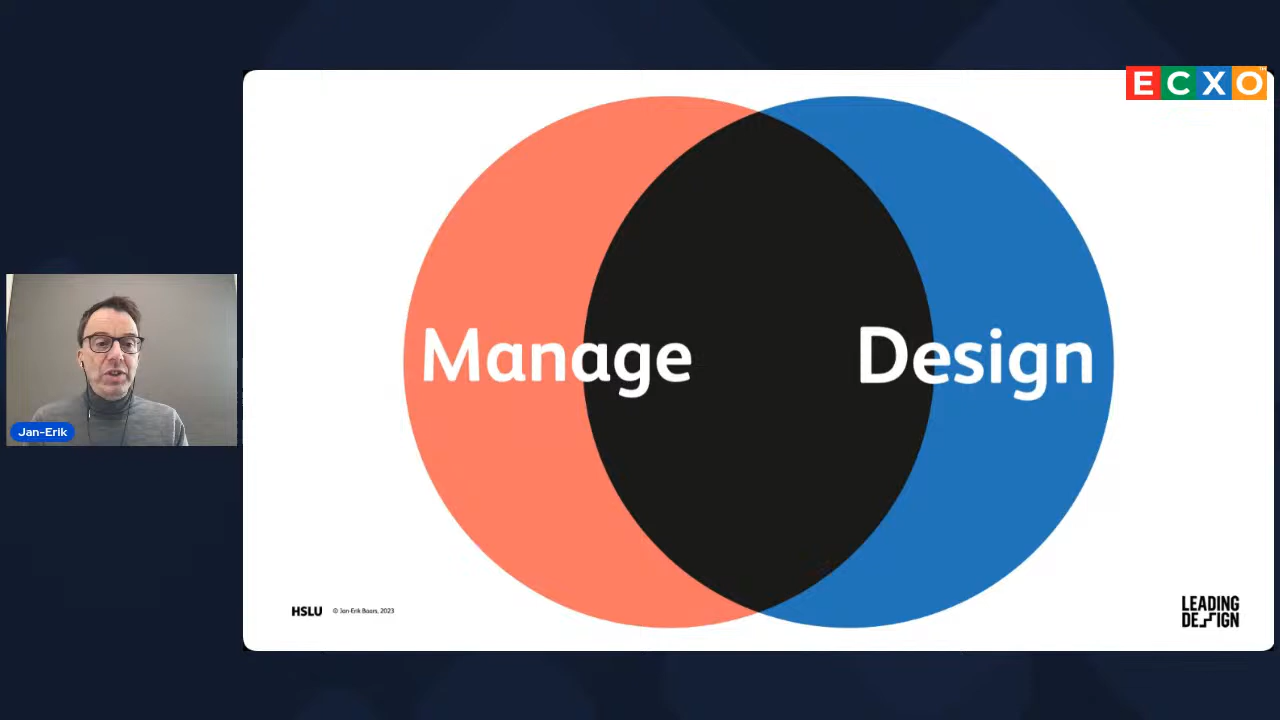 ECXO
Manage
Design
Jan-Erik
HSLU © Jan-Erik Baars, 2023
LEADING
DESIGN